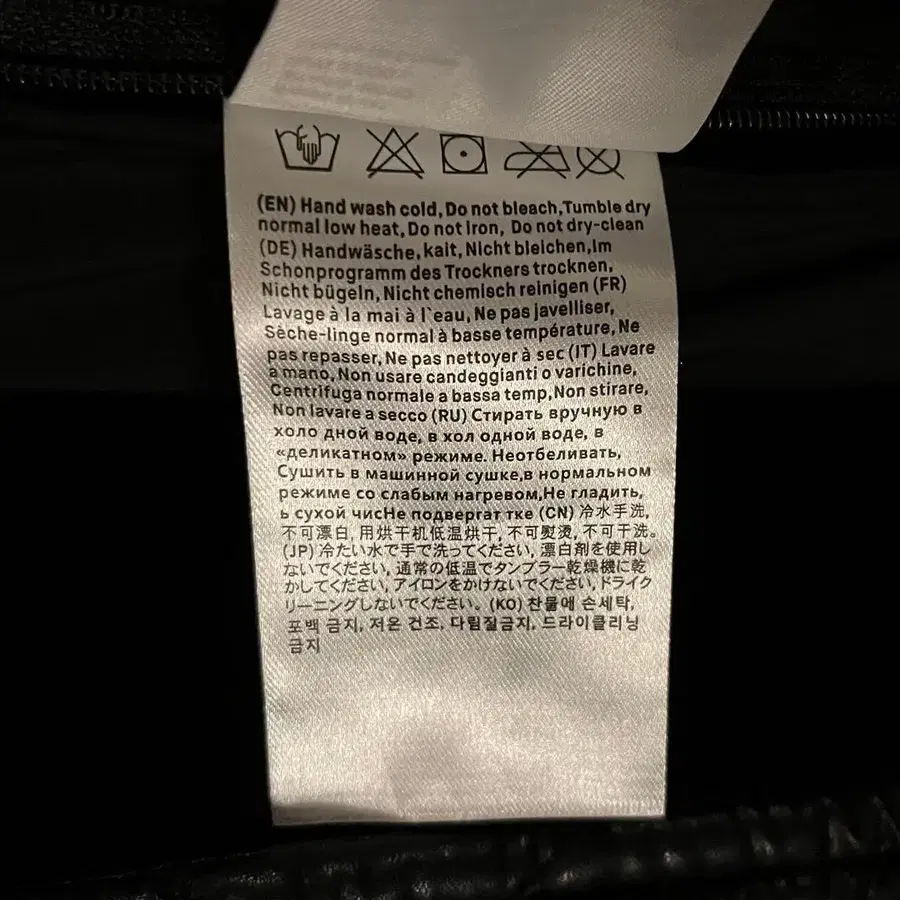 (EN) Hand wash cold,Do not bleach,Tumble dry
normal low heat,Do not Iron, Do not dry-clean
(DE) Handwäsche,kait,Nicht bleichen,Im
Schonprogramm des Trockners trocknen,
Nicht bügeln,Nicht chemisch reinigen (FR)
Lavage à la mai à l`eau,Ne pas javelliser,
Sèche-linge normal à basse température,Ne
pas repasser,Ne pas nettoyer à sec (IT) Lavare
a mano,Non usare candeggianti o varichine,
Centrifuga normale a bassa temp,Non stirare,
Non lavare a secco (RU) Стирать вручную в
холо дной воде, в хол одной воде, в
«деликатном» режиме. Неотбеливать,
Сушить в машинной сушке,в нормальном
режиме со слабым нагревом,Не гладить,
ь сухой чисНе подвергат тке (CN) 冷水手洗,
不可漂白, 用烘干机低温烘干, 不可熨烫, 不可干洗。
(JP) 冷たい水で手で洗ってください, 漂白剤を使用し
ないでください, 通常の低温でタンブラー乾燥機に乾
かしてください, アイロンをかけないでください, ドライク
リーニングしないでください。(KO) 찬물에 손세탁,
포백 금지, 저온 건조, 다림질금지, 드라이클리닝
금지